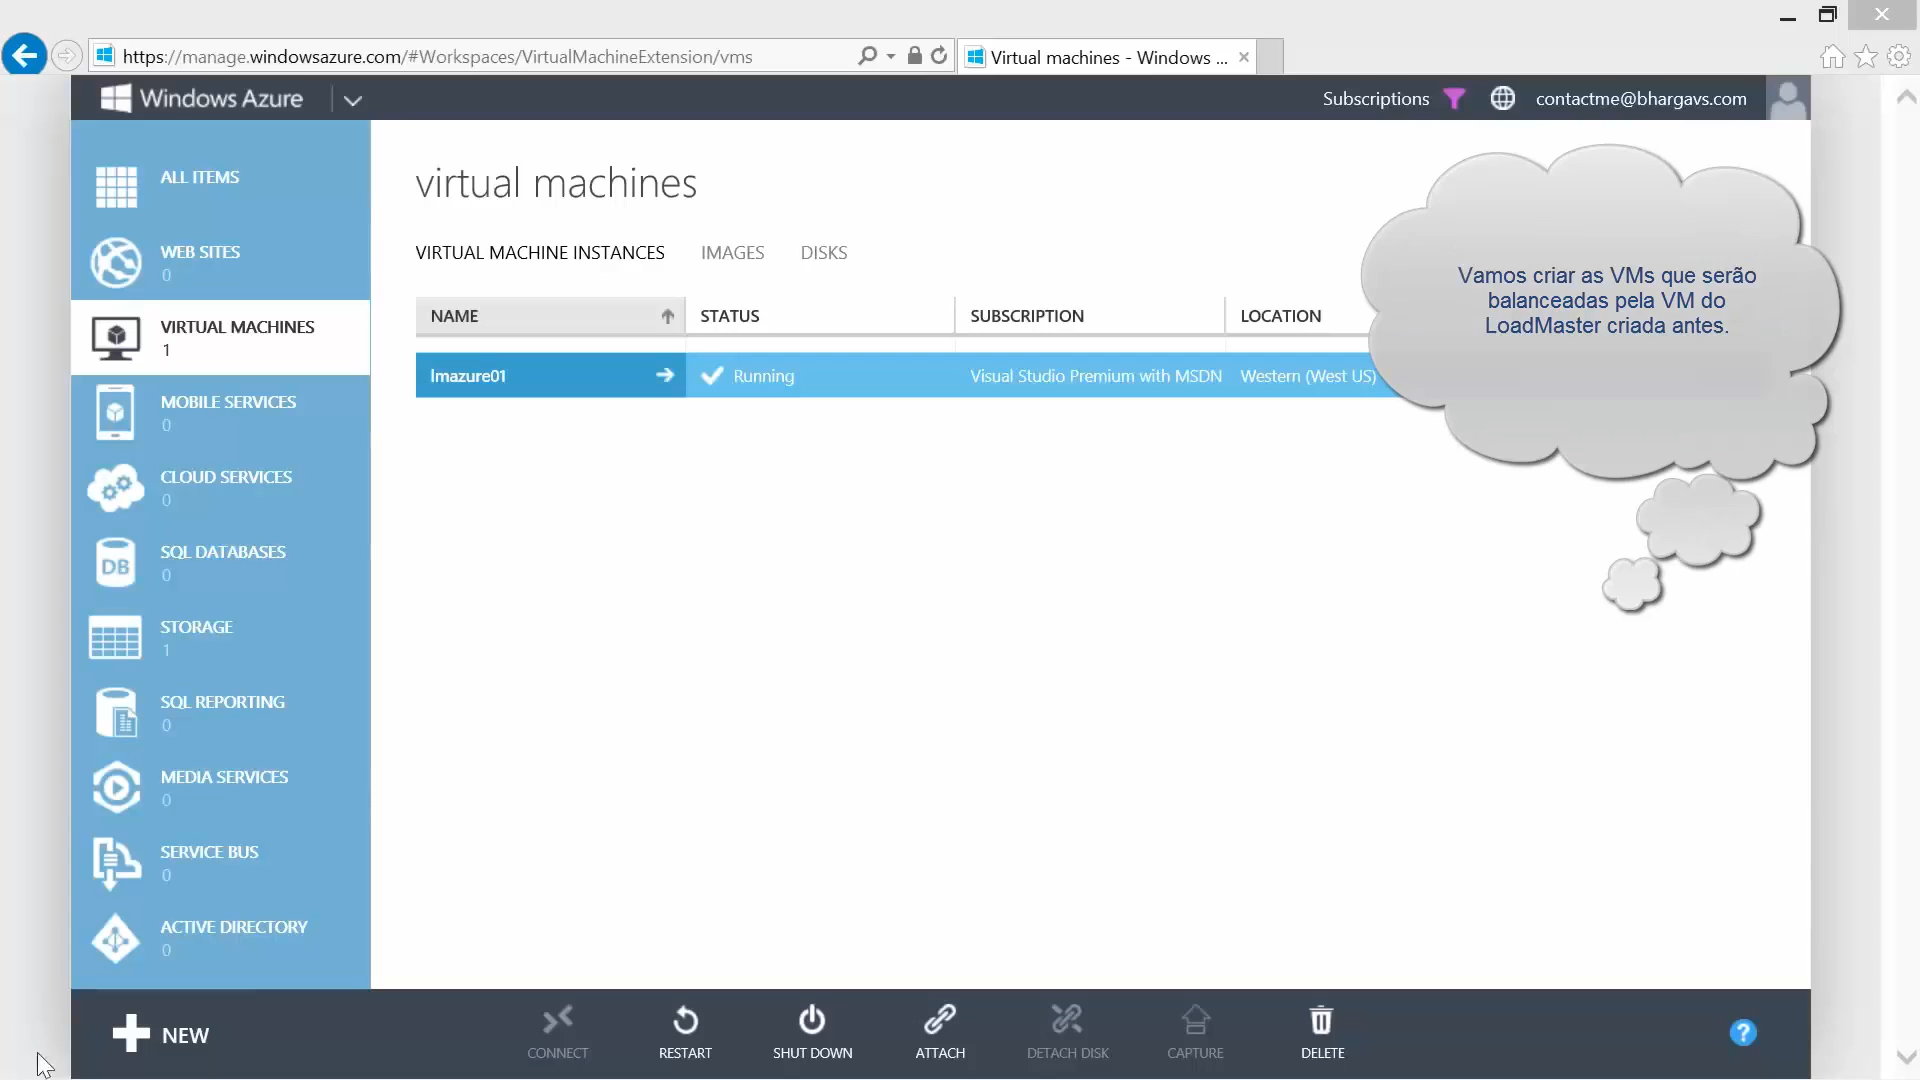 https://manage.windowsazure.com/#Workspaces/VirtualMachineExtension/vms
Virtual machines - Windows ...
Windows Azure
Subscriptions
contactme@bhargavs.com
ALL ITEMS
WEB SITES
0
VIRTUAL MACHINES
1
MOBILE SERVICES
0
CLOUD SERVICES
0
SQL DATABASES
0
DB
STORAGE
1
SQL REPORTING
0
MEDIA SERVICES
0
SERVICE BUS
0
ACTIVE DIRECTORY
0
virtual machines
VIRTUAL MACHINE INSTANCES
IMAGES
DISKS
NAME
STATUS
SUBSCRIPTION
LOCATION
lmazure01
Running
Visual Studio Premium with MSDN
Western (West US)
Vamos criar as VMs que serão
balanceadas pela VM do
LoadMaster criada antes.
NEW
CONNECT
RESTART
SHUT DOWN
ATTACH
DETACH DISK
CAPTURE
DELETE
?